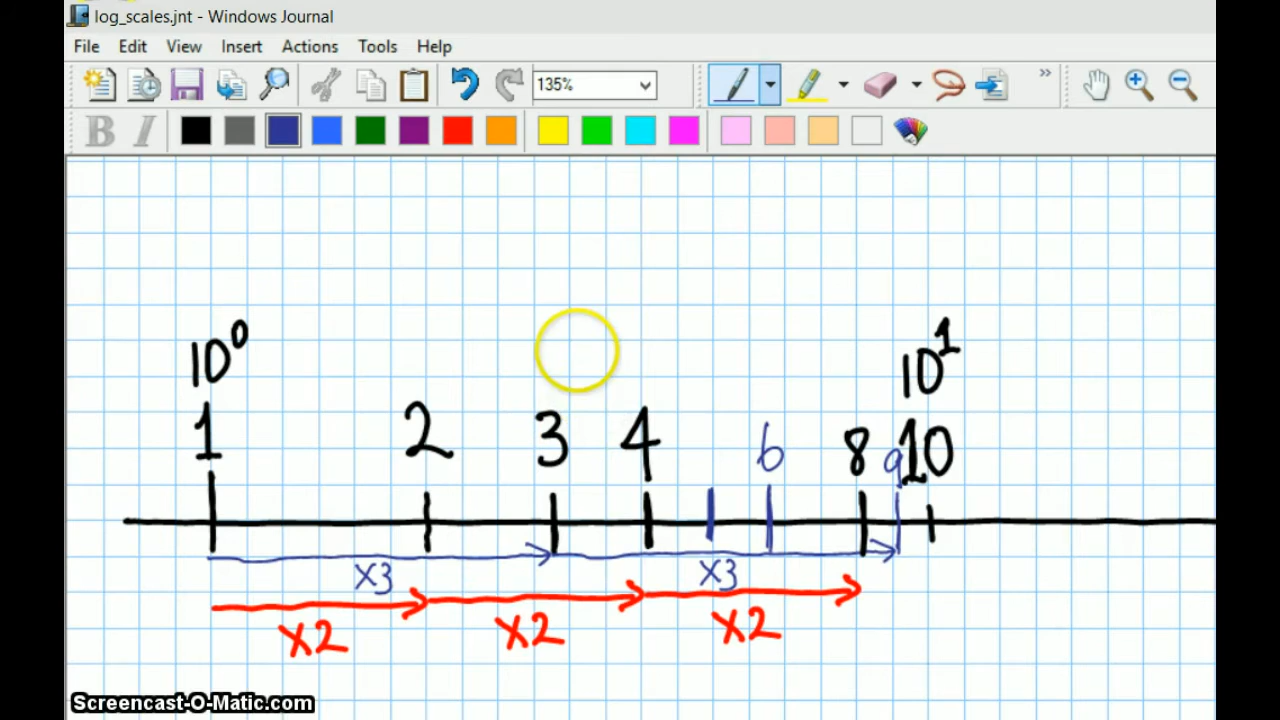 log_scales.jnt - Windows Journal
File Edit View Insert Actions Tools Help
135%
B I
10⁰ 10¹
1 2 3 4 6 8 9 10
X3 X3
X2 X2 X2
Screencast-O-Matic.com